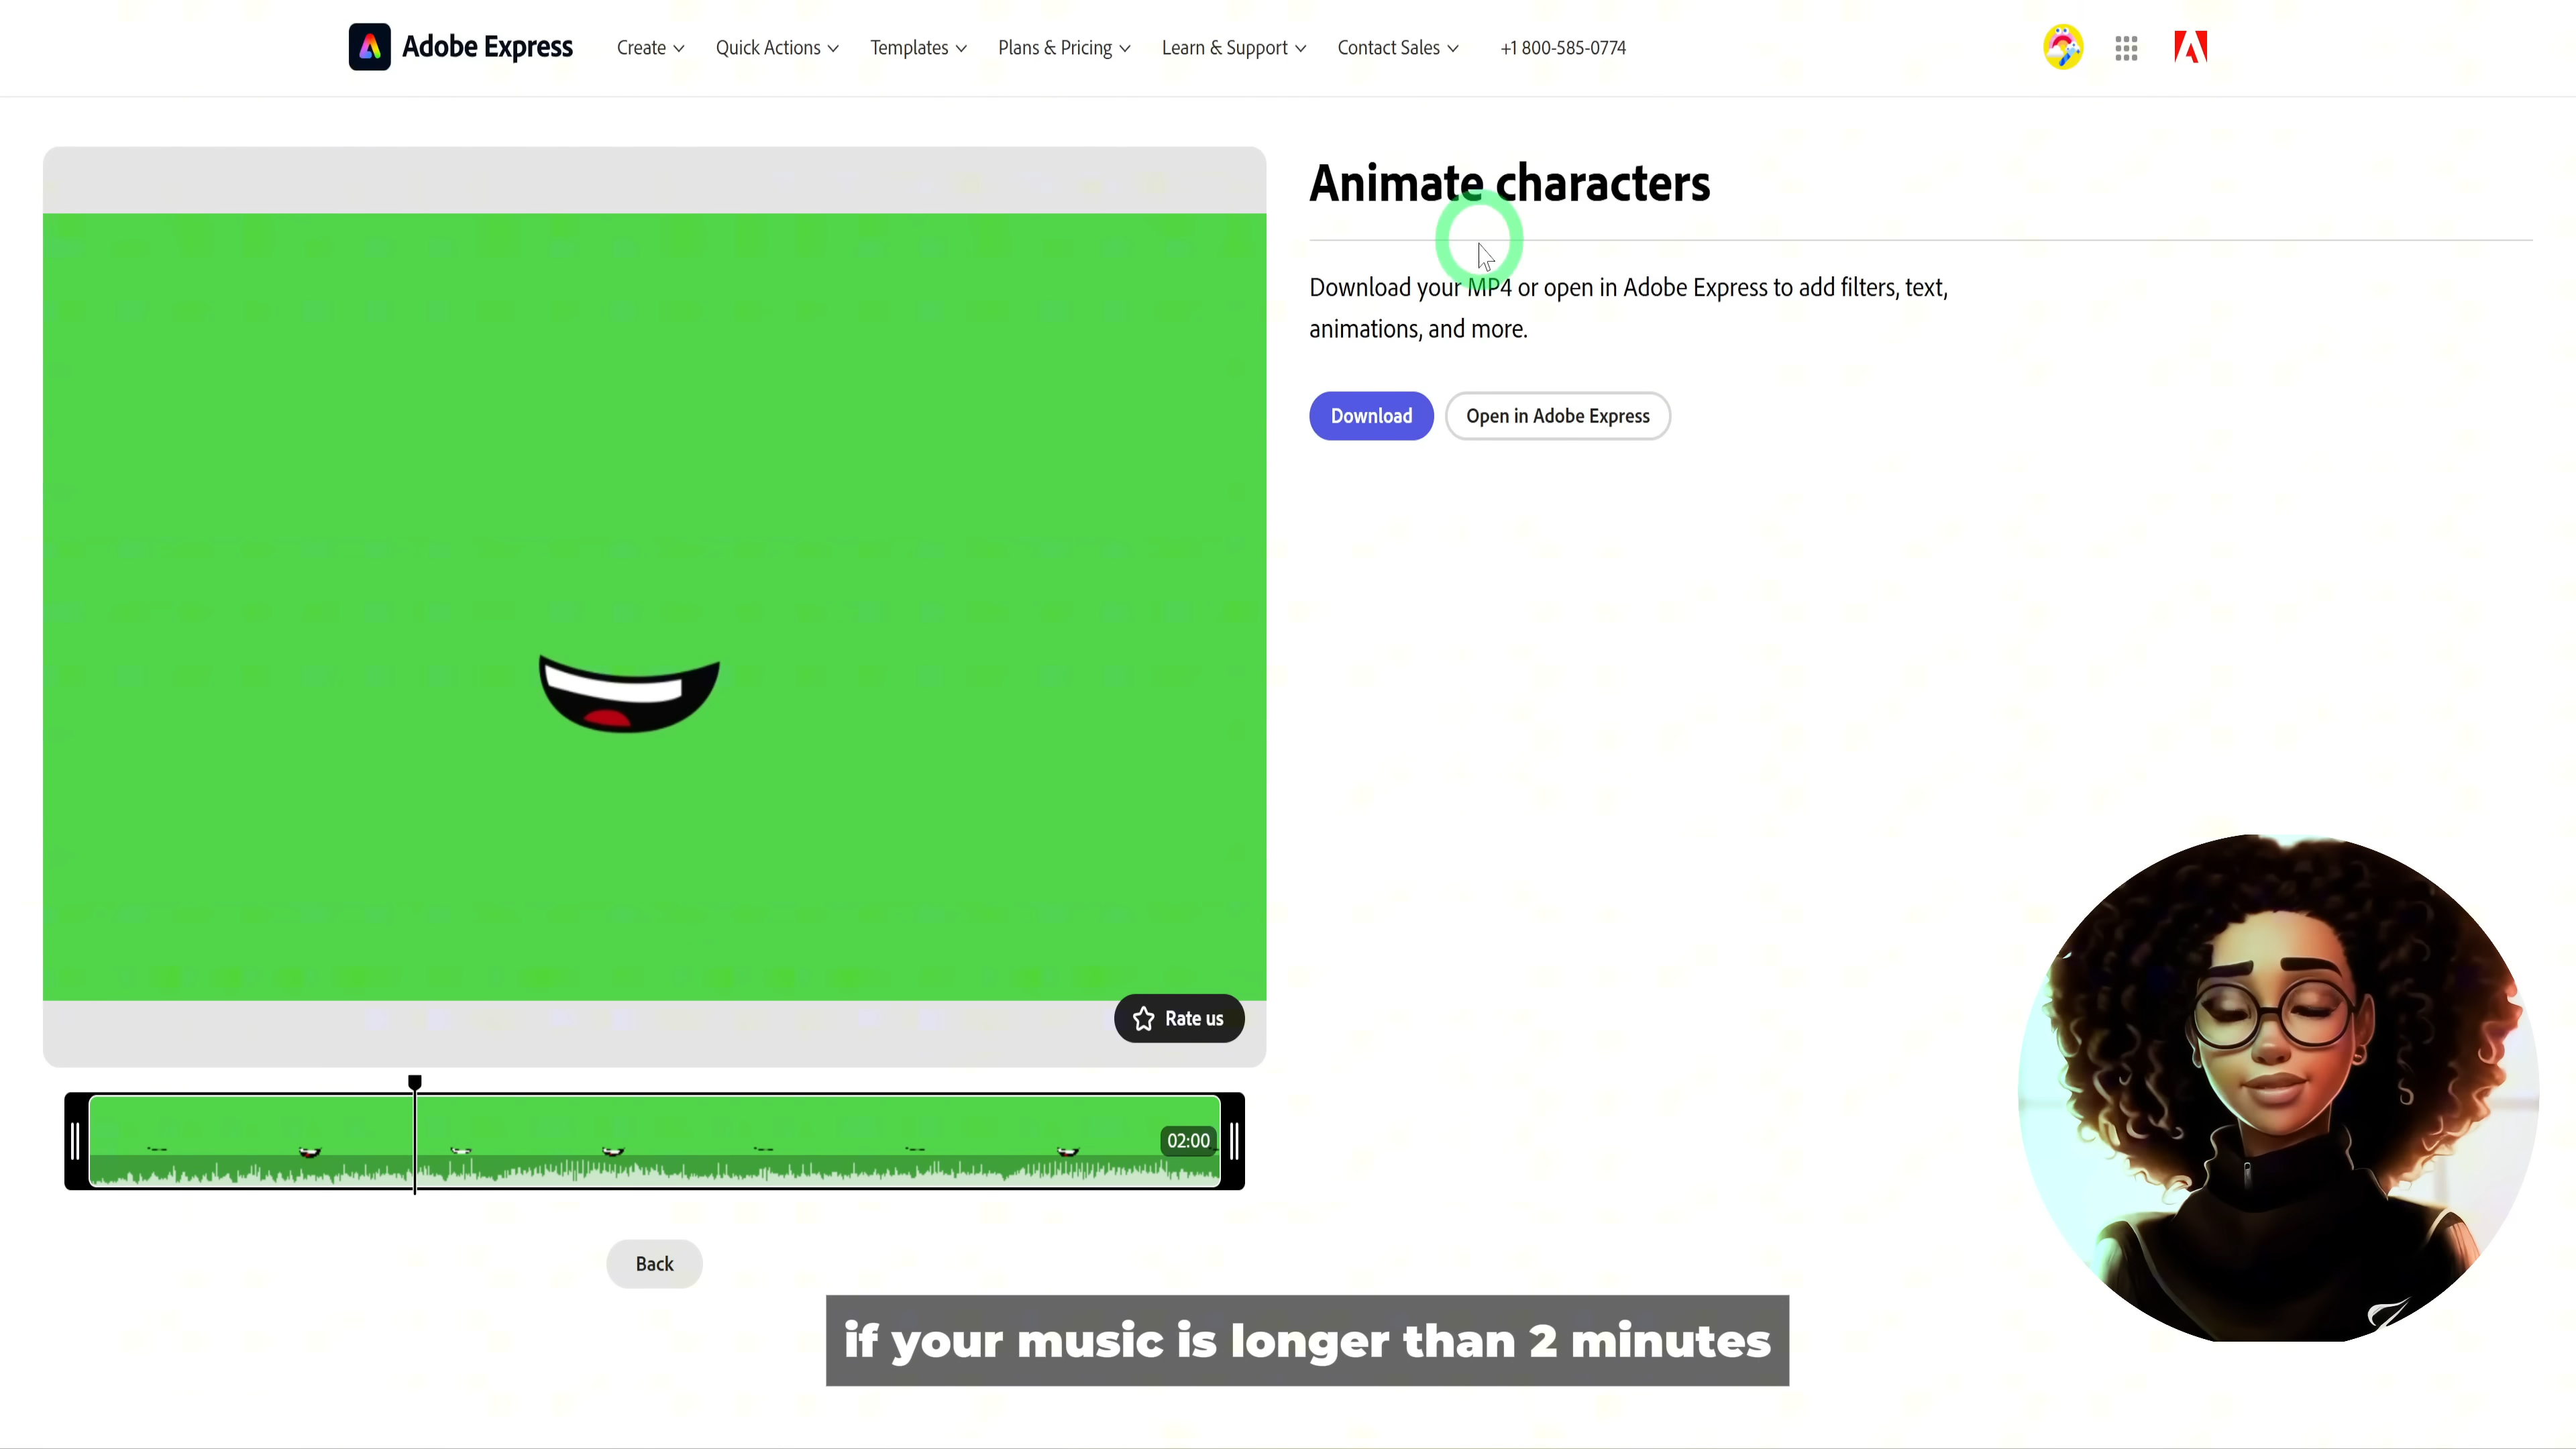 Adobe Express
Create
Quick Actions
Templates
Plans & Pricing
Learn & Support
Contact Sales
+1 800-585-0774
Animate characters
Download your MP4 or open in Adobe Express to add filters, text,
animations, and more.
Download
Open in Adobe Express
Rate us
02:00
Back
if your music is longer than 2 minutes